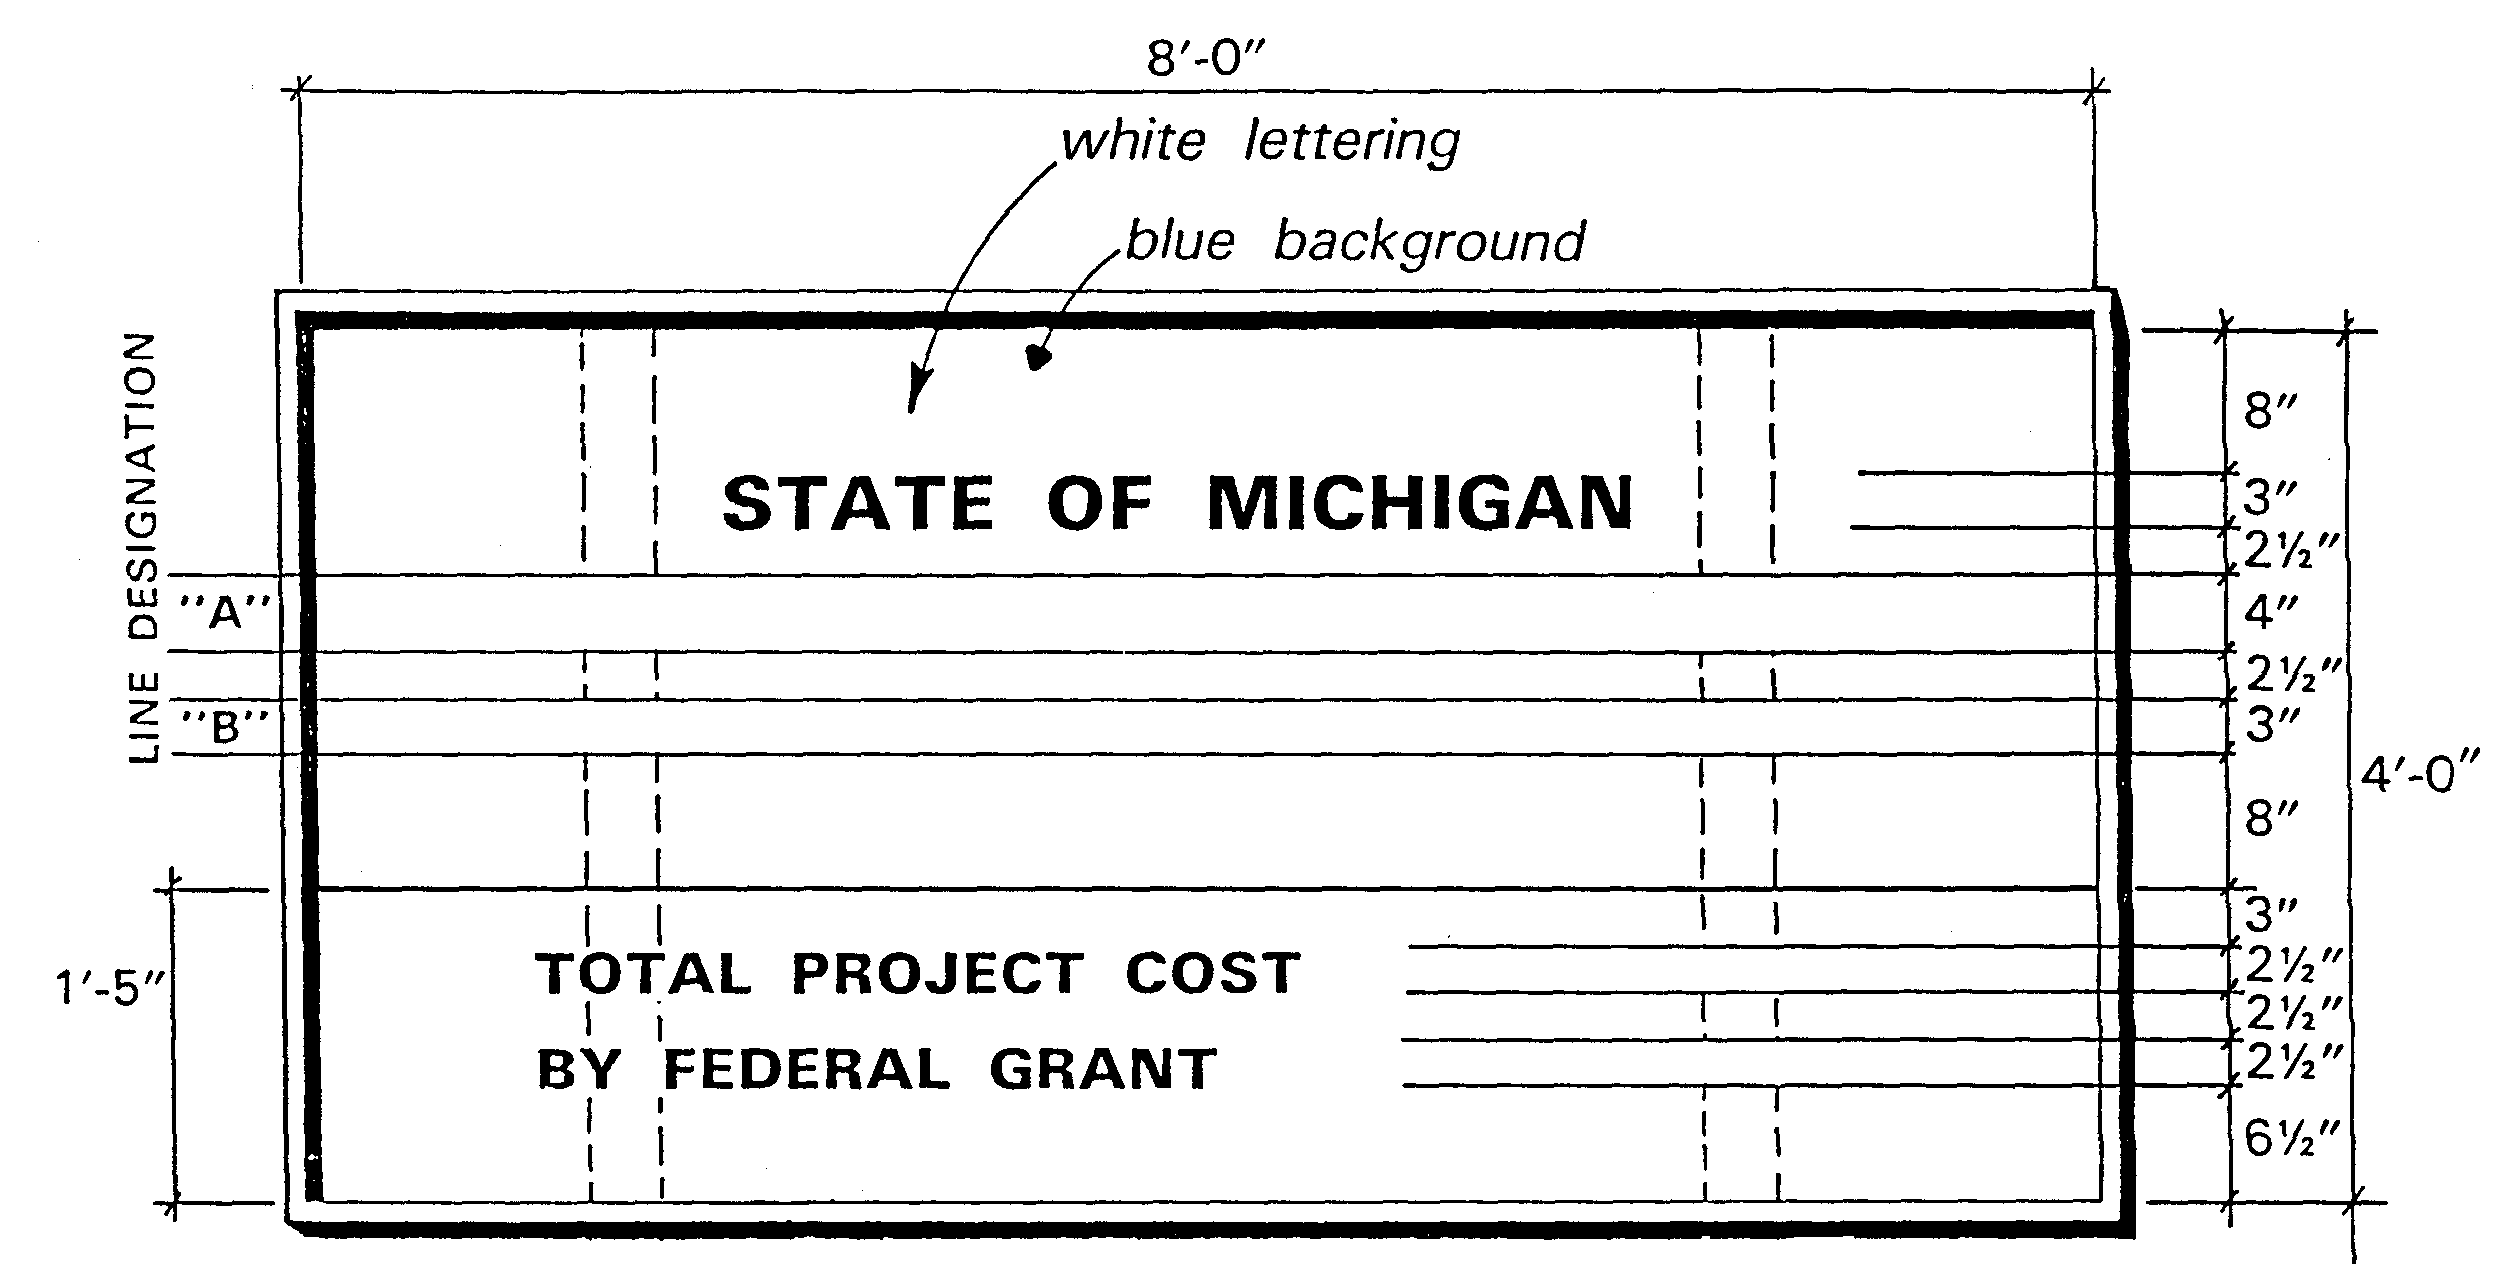 8'-0"
white lettering
blue background
LINE DESIGNATION
8"
STATE OF MICHIGAN
3"
2½"
"A"
4"
2½"
"B"
3"
4'-0"
8"
3"
1'-5"
TOTAL PROJECT COST
2½"
2½"
BY FEDERAL GRANT
2½"
6½"